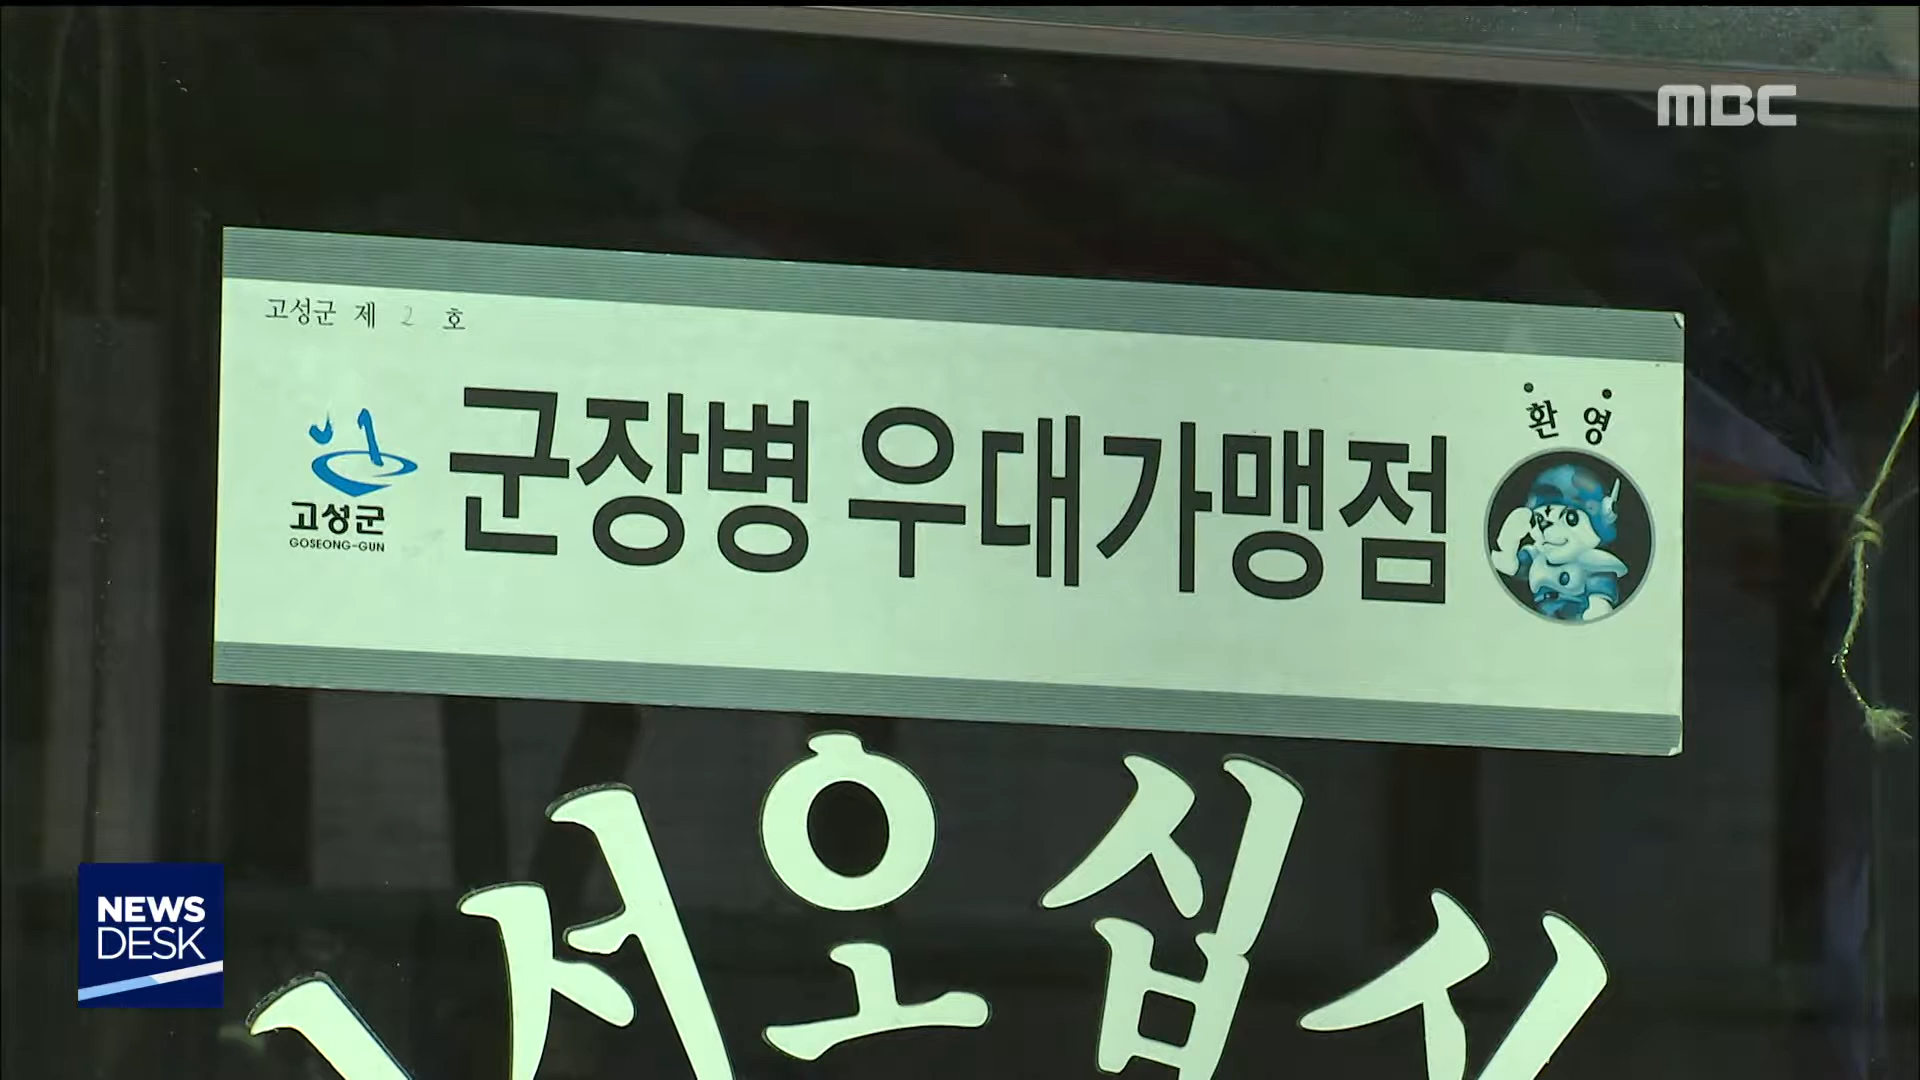 MBC
고성군 제 2 호
환 영
군장병 우대가맹점
고성군
GOSEONG-GUN
서오십시
NEWS
DESK